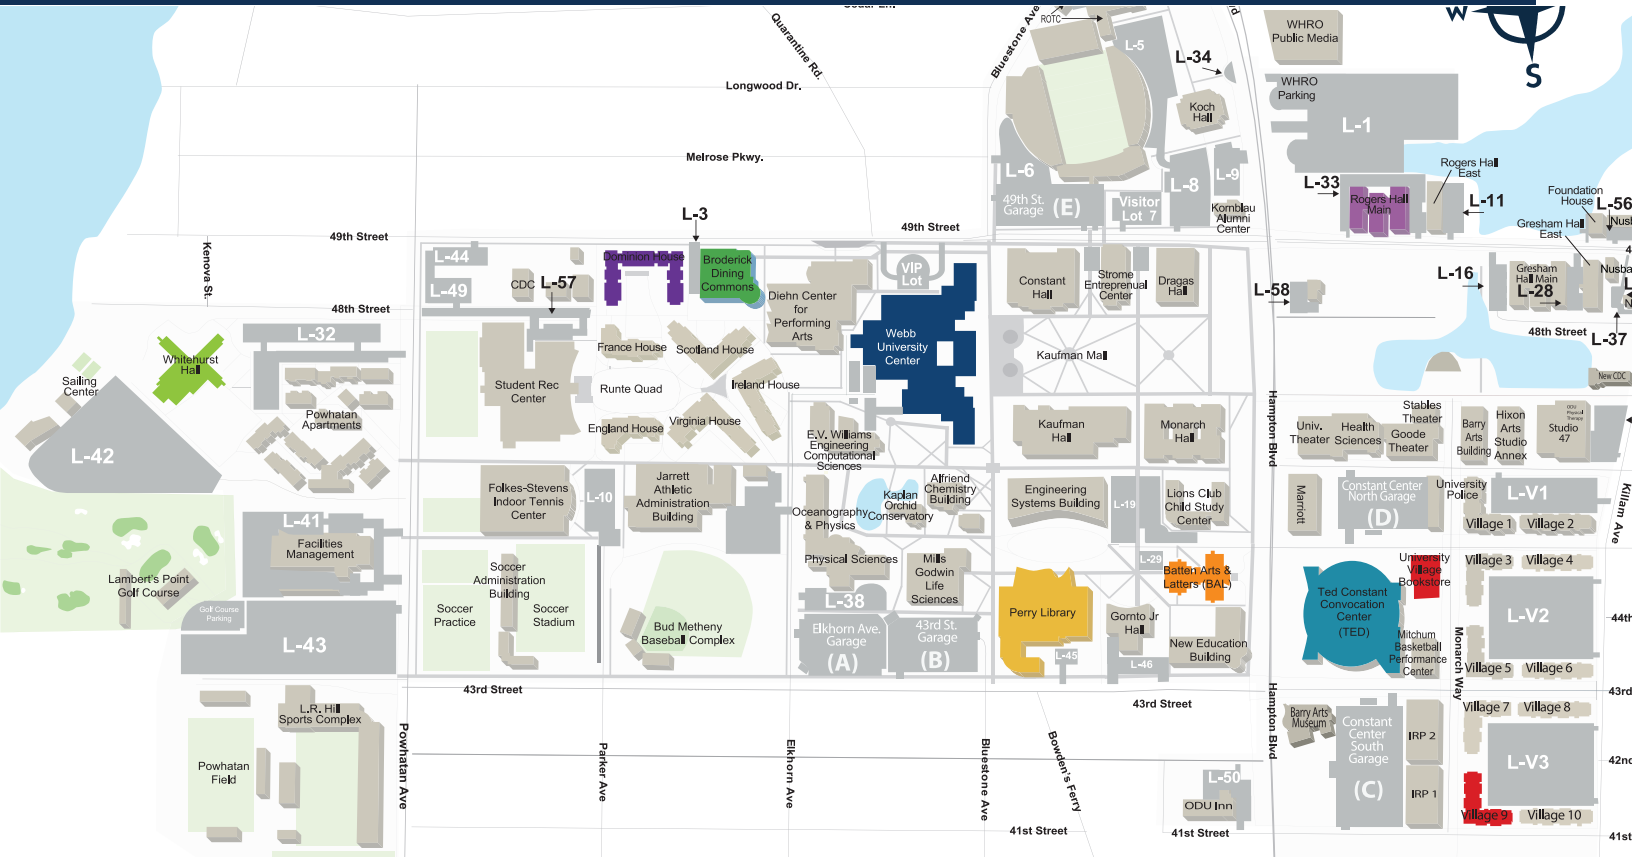 Cedar Ln.
Quarantine Rd.
Bluestone Ave
ROTC
L-5
L-34
WHRO
Public Media
W
S
Longwood Dr.
WHRO
Parking
Koch
Hall
L-1
Melrose Pkwy.
L-6
L-8
L-9
Rogers Hall
East
L-33
Rogers Hall
Main
L-11
Foundation
House
L-56
49th St.
Garage
(E)
Visitor
Lot 7
Kornblau
Alumni
Center
Gresham Hall
East
L-3
49th Street
49th Street
Kenova St.
L-44
L-49
CDC
L-57
Dominion House
Broderick
Dining
Commons
Diehn Center
for
Performing
Arts
VIP
Lot
Constant
Hall
Strome
Entreprenual
Center
Dragas
Hall
L-58
L-16
Gresham
Hall Main
L-28
48th Street
48th Street
L-37
L-32
Whitehurst
Hall
France House
Scotland House
Webb
University
Center
Kaufman Mall
Sailing
Center
Student Rec
Center
Runte Quad
Ireland House
New CDC
Powhatan
Apartments
England House
Virginia House
E.V. Williams
Engineering
Computational
Sciences
Kaufman
Hall
Monarch
Hall
Hampton Blvd
Univ.
Theater
Health
Sciences
Stables
Theater
Goode
Theater
Barry
Arts
Building
Hixon
Arts
Studio
Annex
ODU
Physical
Therapy
Studio
47
L-42
Folkes-Stevens
Indoor Tennis
Center
L-10
Jarrett
Athletic
Administration
Building
Oceanography
& Physics
Kaplan
Orchid
Conservatory
Alfriend
Chemistry
Building
Engineering
Systems Building
L-19
Lions Club
Child Study
Center
Marriott
Constant Center
North Garage
(D)
University
Police
L-V1
Village 1
Village 2
Killam Ave
L-41
Facilities
Management
Lambert's Point
Golf Course
Soccer
Administration
Building
Physical Sciences
Mills
Godwin
Life
Sciences
L-29
Batten Arts &
Latters (BAL)
University
Village
Bookstore
Village 3
Village 4
Golf Course
Parking
L-43
Soccer
Practice
Soccer
Stadium
Bud Metheny
Baseball Complex
L-38
Elkhorn Ave.
Garage
(A)
43rd St.
Garage
(B)
Perry Library
L-45
Gornto Jr
Hall
L-46
New Education
Building
Ted Constant
Convocation
Center
(TED)
Mitchum
Basketball
Performance
Center
Monarch Way
L-V2
Village 5
Village 6
44th
43rd Street
43rd Street
43rd
L.R. Hill
Sports Complex
Powhatan
Field
Powhatan Ave
Parker Ave
Elkhorn Ave
Bluestone Ave
Bowden's Ferry
Hampton Blvd
Barry Arts
Museum
Constant
Center
South
Garage
(C)
IRP 2
IRP 1
Village 7
Village 8
L-V3
42nd
L-50
ODU Inn
Village 9
Village 10
41st Street
41st Street
41st